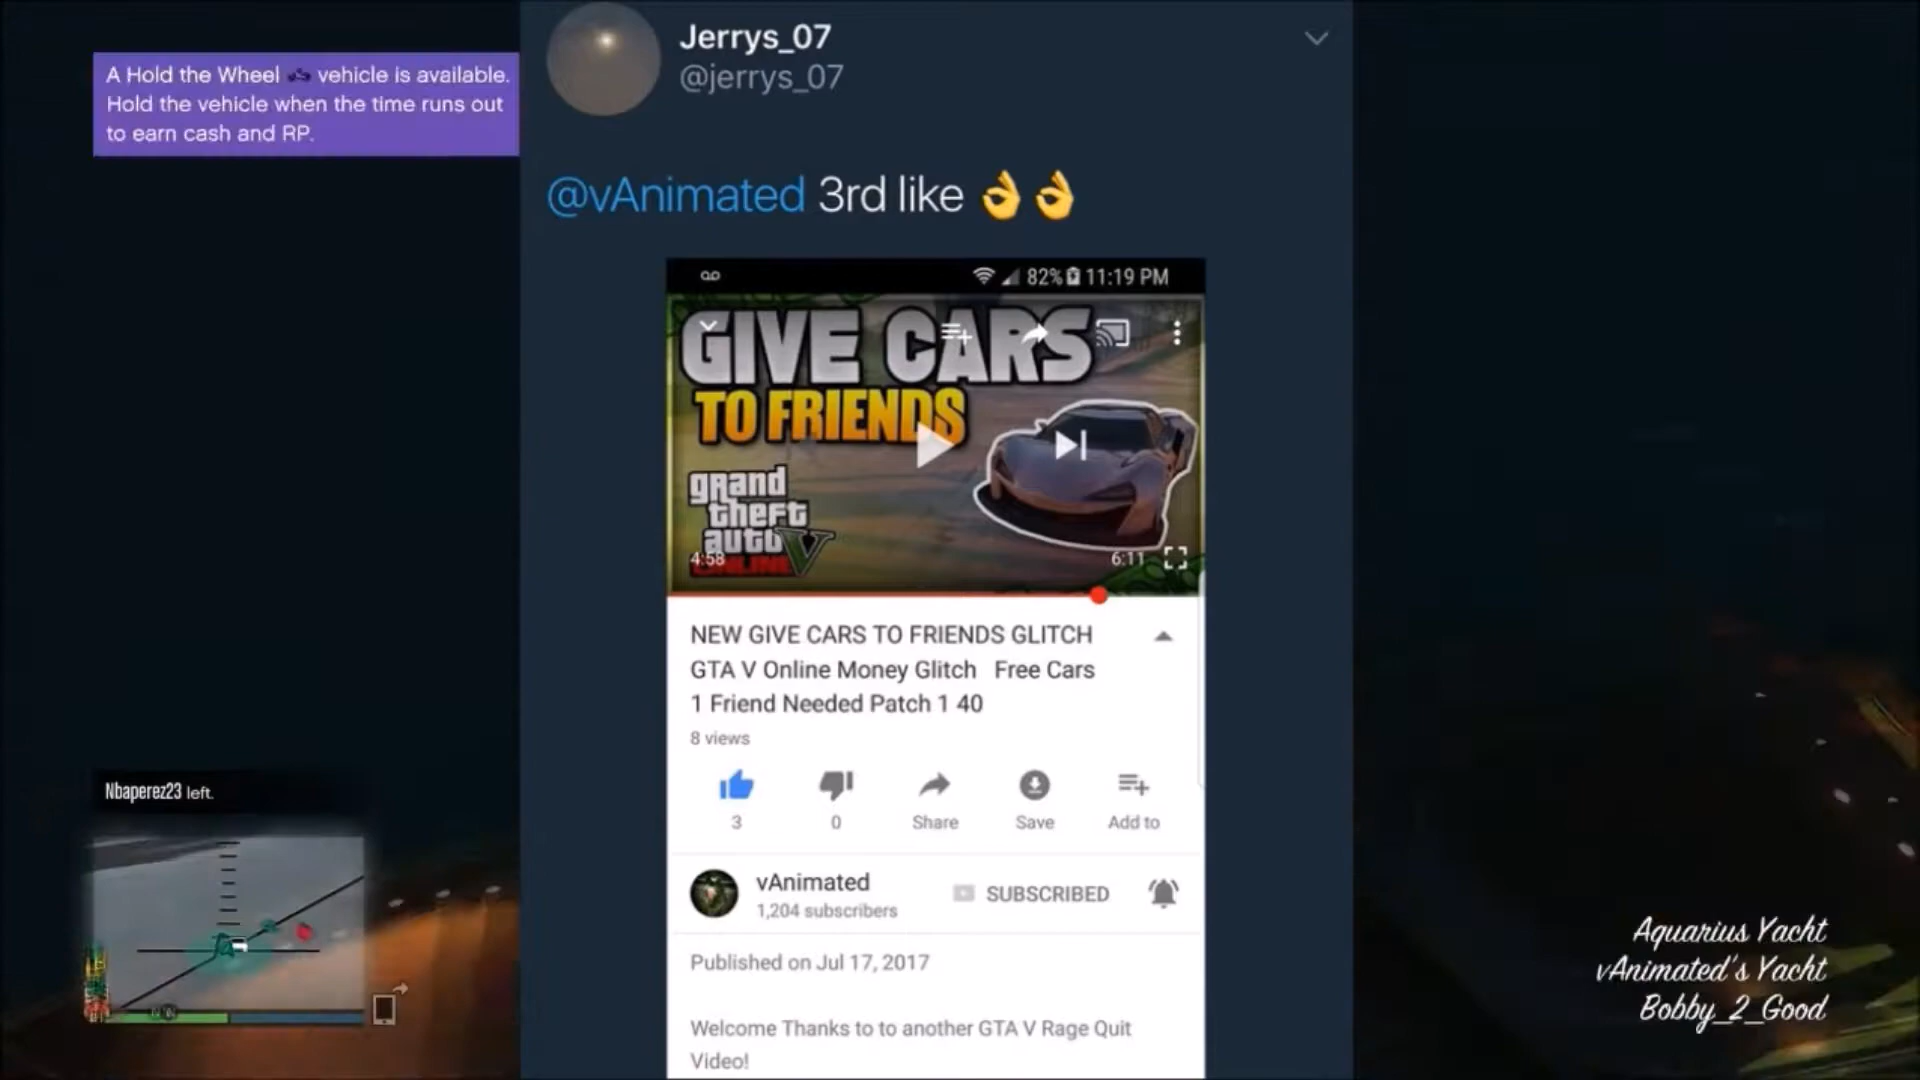 A Hold the Wheel vehicle is available.
Hold the vehicle when the time runs out
to earn cash and RP.
Jerrys_07
@jerrys_07
@vAnimated 3rd like 👌👌
82% 11:19 PM
GIVE CARS
TO FRIENDS
grand
theft
auto V
ONLINE
4:58
6:11
NEW GIVE CARS TO FRIENDS GLITCH
GTA V Online Money Glitch Free Cars
1 Friend Needed Patch 1 40
8 views
3
0
Share
Save
Add to
vAnimated
1,204 subscribers
SUBSCRIBED
Published on Jul 17, 2017
Welcome Thanks to to another GTA V Rage Quit
Video!
Nbaperez23 left.
Aquarius Yacht
vAnimated's Yacht
Bobby_2_Good